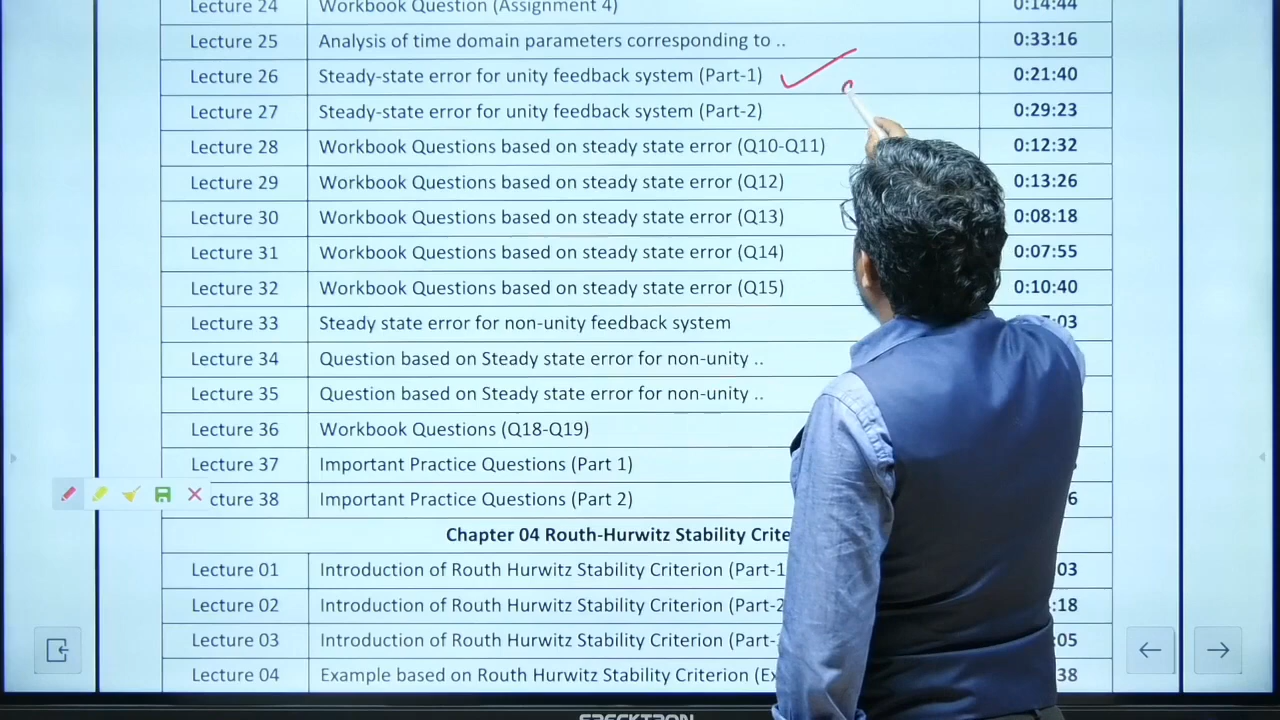 Lecture 24 Workbook Question (Assignment 4) 0:14:44
Lecture 25 Analysis of time domain parameters corresponding to .. 0:33:16
Lecture 26 Steady-state error for unity feedback system (Part-1) 0:21:40
Lecture 27 Steady-state error for unity feedback system (Part-2) 0:29:23
Lecture 28 Workbook Questions based on steady state error (Q10-Q11) 0:12:32
Lecture 29 Workbook Questions based on steady state error (Q12) 0:13:26
Lecture 30 Workbook Questions based on steady state error (Q13) 0:08:18
Lecture 31 Workbook Questions based on steady state error (Q14) 0:07:55
Lecture 32 Workbook Questions based on steady state error (Q15) 0:10:40
Lecture 33 Steady state error for non-unity feedback system :03
Lecture 34 Question based on Steady state error for non-unity ..
Lecture 35 Question based on Steady state error for non-unity ..
Lecture 36 Workbook Questions (Q18-Q19)
Lecture 37 Important Practice Questions (Part 1)
cture 38 Important Practice Questions (Part 2) 6
Chapter 04 Routh-Hurwitz Stability Crite
Lecture 01 Introduction of Routh Hurwitz Stability Criterion (Part-1 03
Lecture 02 Introduction of Routh Hurwitz Stability Criterion (Part-2 :18
Lecture 03 Introduction of Routh Hurwitz Stability Criterion (Part- :05
Lecture 04 Example based on Routh Hurwitz Stability Criterion (Ex 38
SPECKTRON